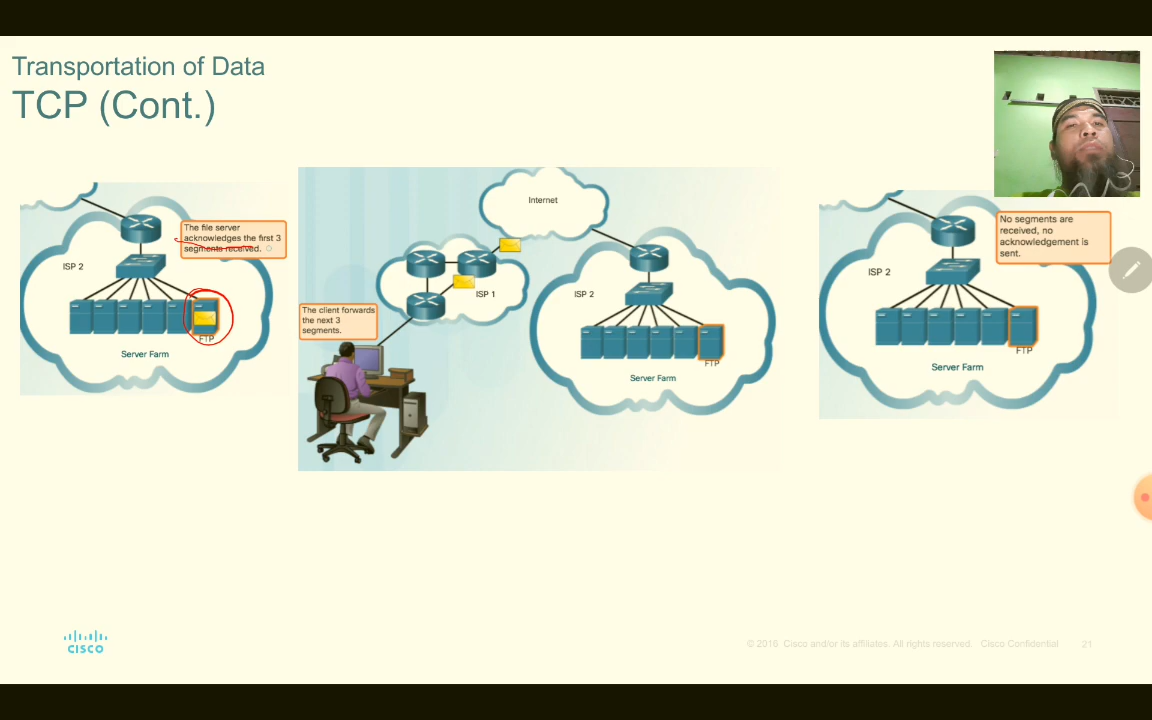 Transportation of Data
TCP (Cont.)
The file server
acknowledges the first 3
segments received.
ISP 2
FTP
Server Farm
Internet
ISP 1
ISP 2
The client forwards
the next 3
segments.
FTP
Server Farm
No segments are
received, no
acknowledgement is
sent.
ISP 2
FTP
Server Farm
CISCO
© 2016 Cisco and/or its affiliates. All rights reserved. Cisco Confidential 21